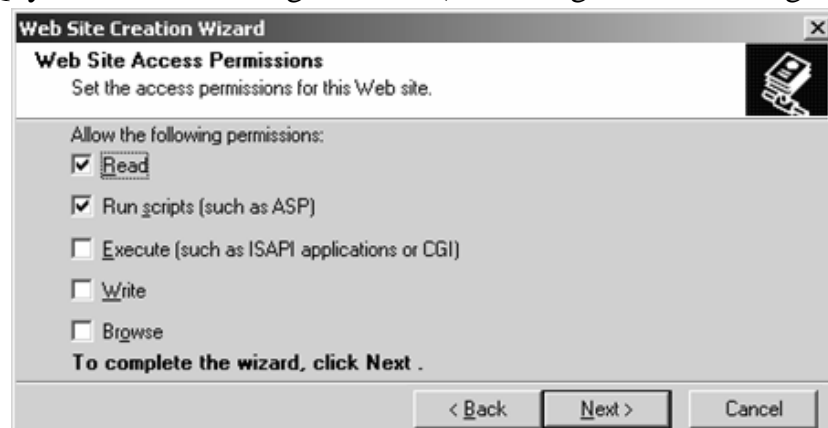 Web Site Creation Wizard
Web Site Access Permissions
Set the access permissions for this Web site.
Allow the following permissions:
Read
Run scripts (such as ASP)
Execute (such as ISAPI applications or CGI)
Write
Browse
To complete the wizard, click Next .
< Back Next > Cancel